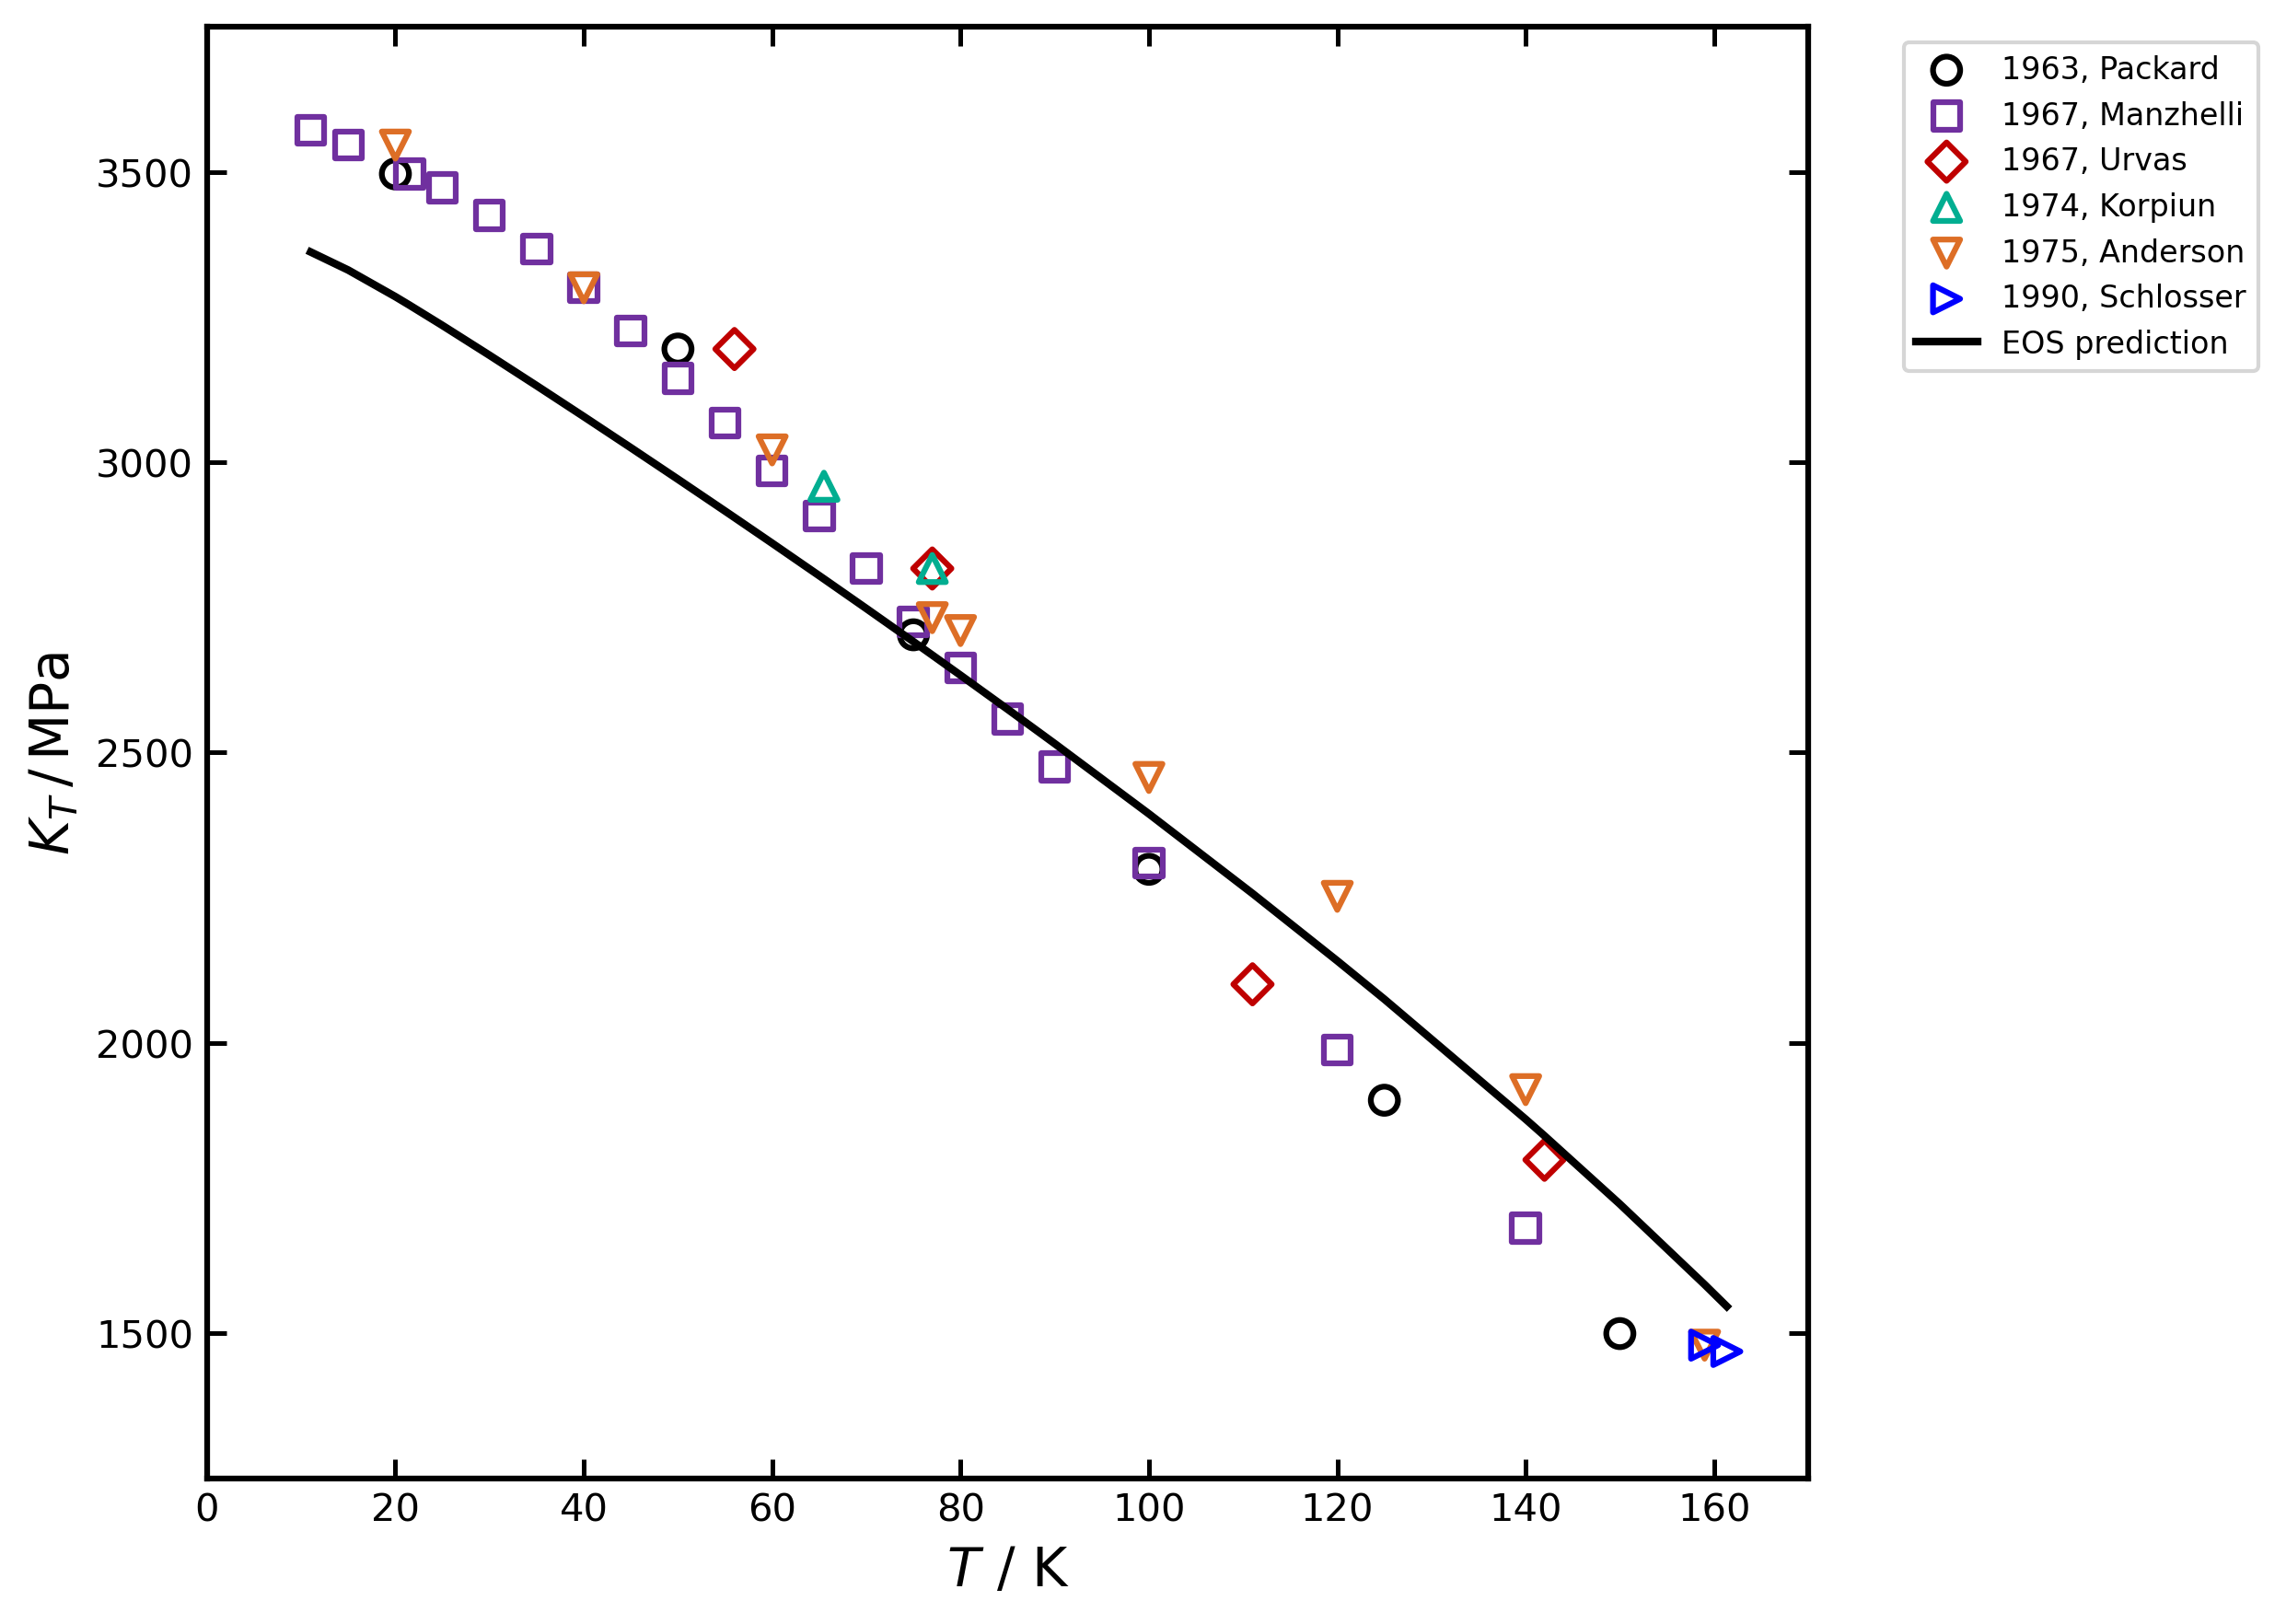 3500
3000
2500
2000
1500
0 20 40 60 80 100 120 140 160
K_T / MPa
T / K
1963, Packard
1967, Manzhelli
1967, Urvas
1974, Korpiun
1975, Anderson
1990, Schlosser
EOS prediction